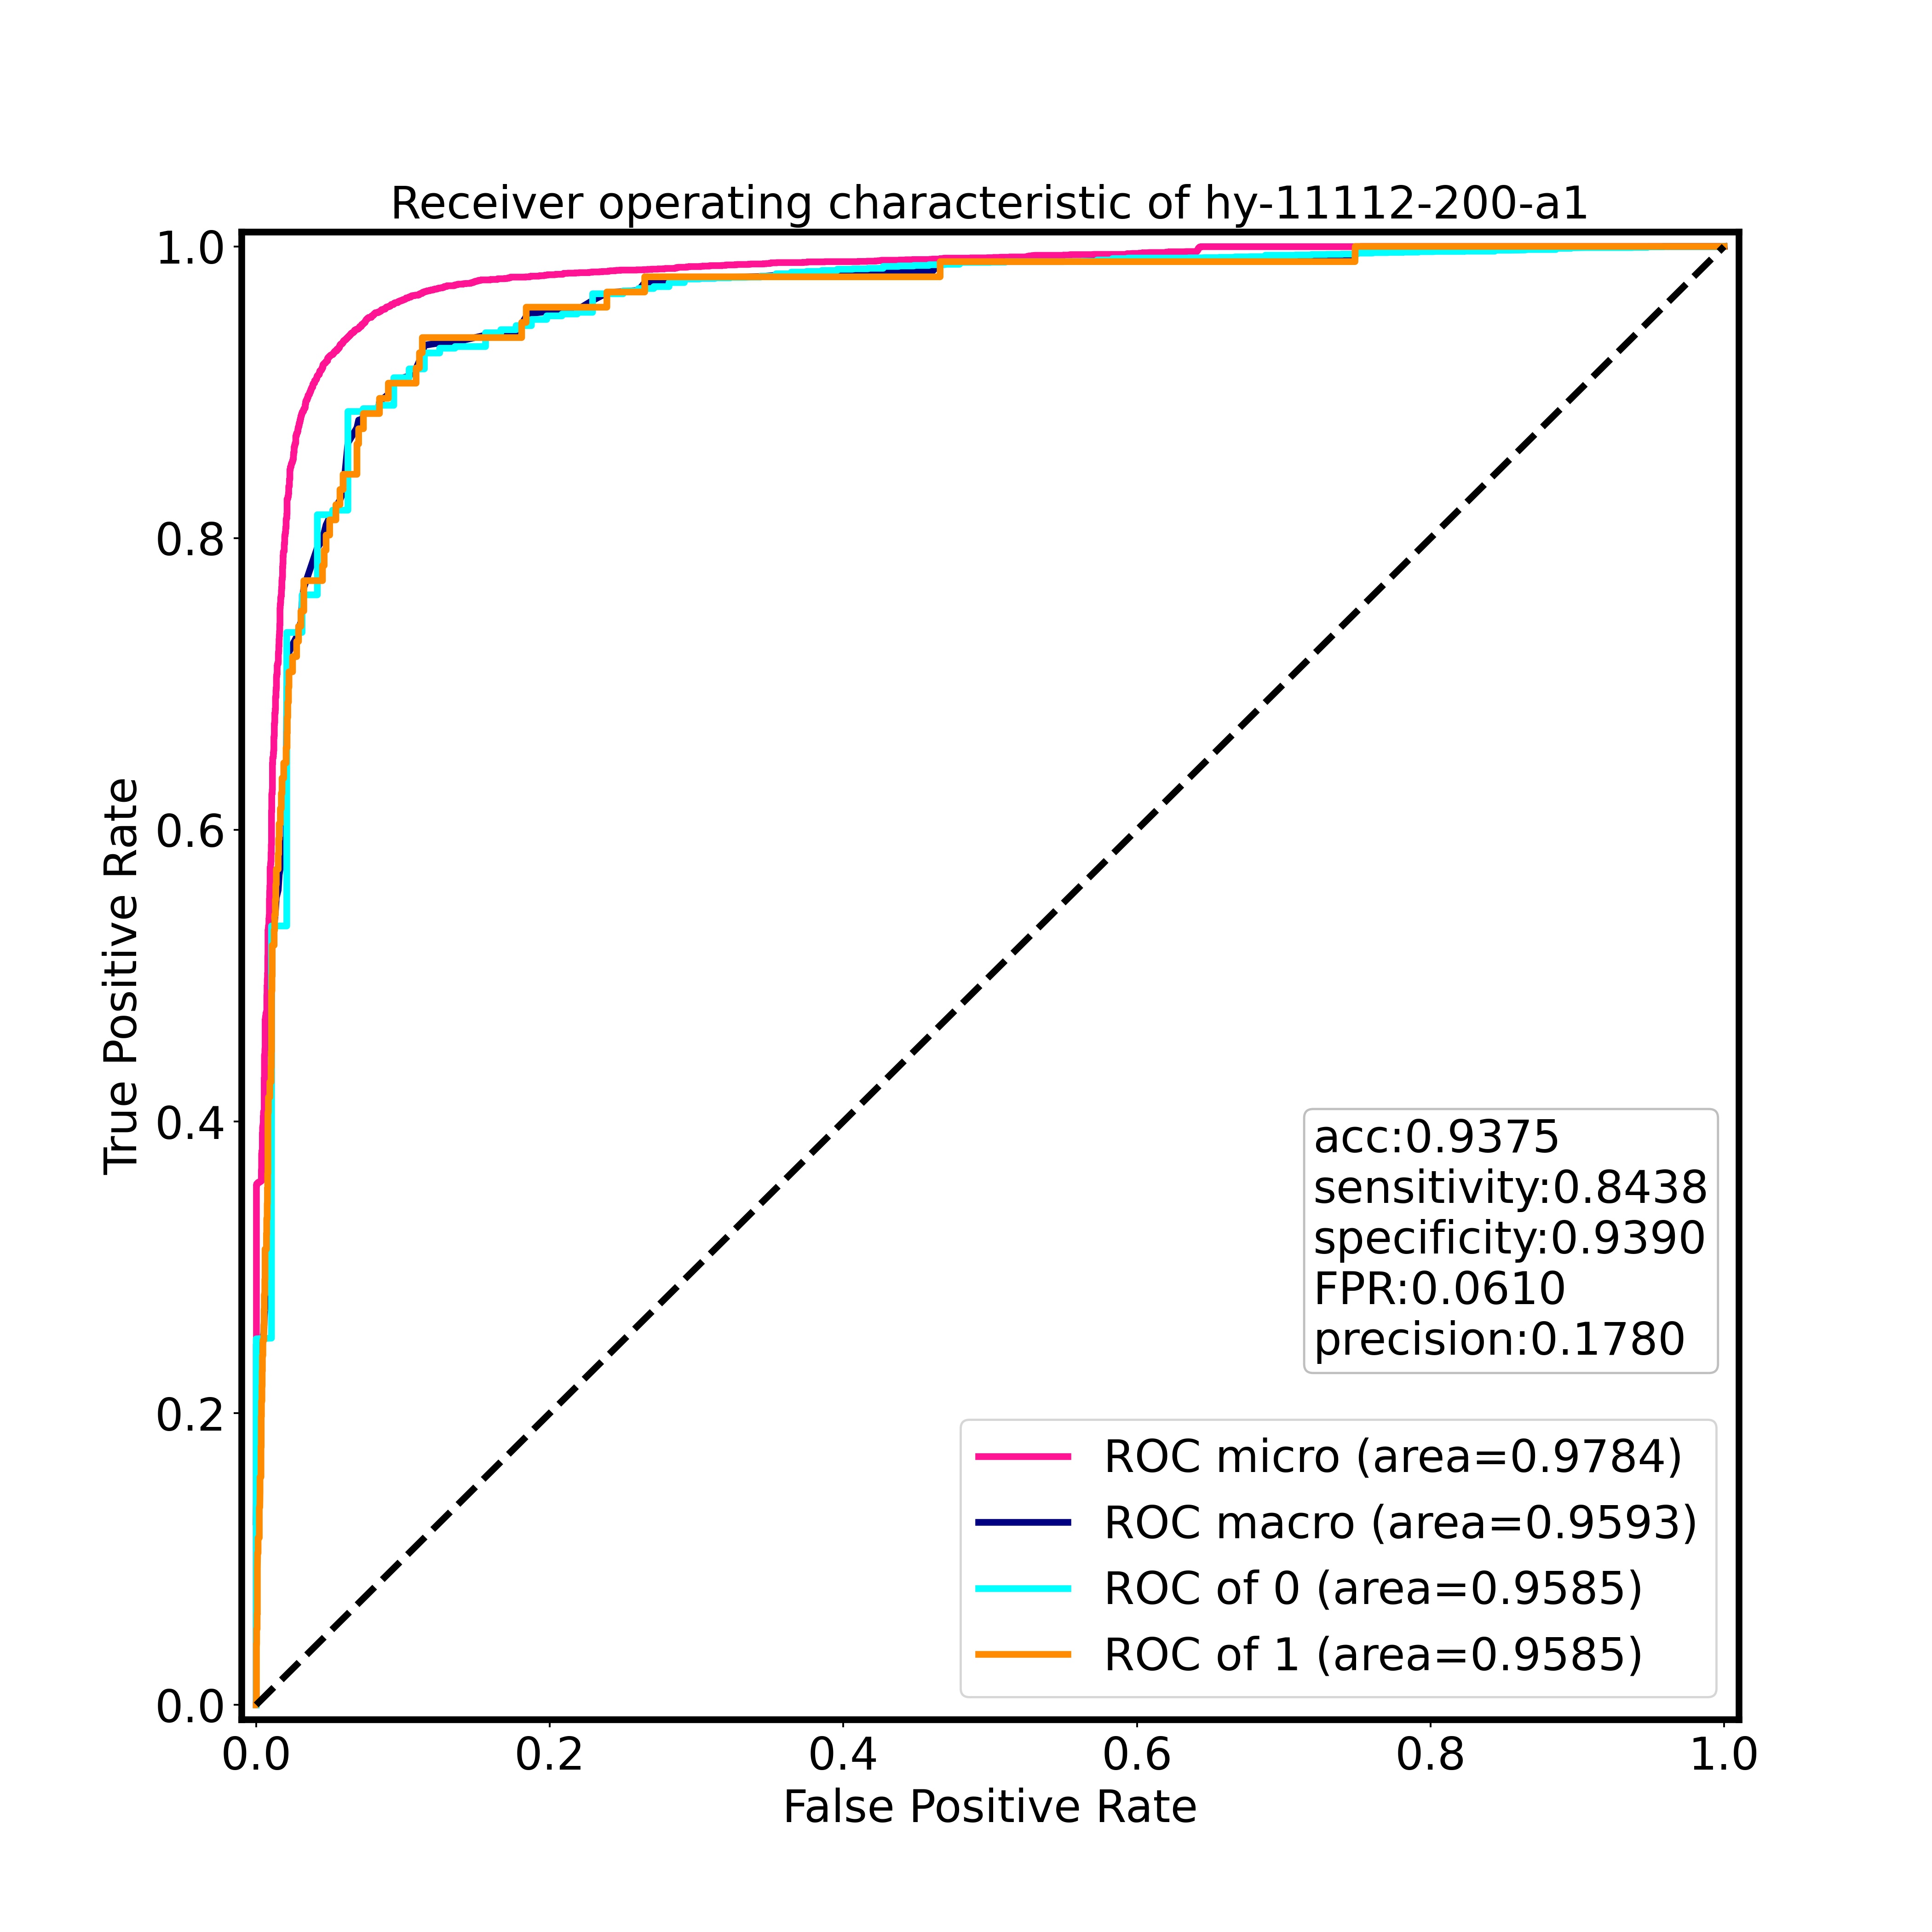 Receiver operating characteristic of hy-11112-200-a1
1.0
0.8
0.6
0.4
0.2
0.0
True Positive Rate
acc:0.9375
sensitivity:0.8438
specificity:0.9390
FPR:0.0610
precision:0.1780
ROC micro (area=0.9784)
ROC macro (area=0.9593)
ROC of 0 (area=0.9585)
ROC of 1 (area=0.9585)
0.0 0.2 0.4 0.6 0.8 1.0
False Positive Rate